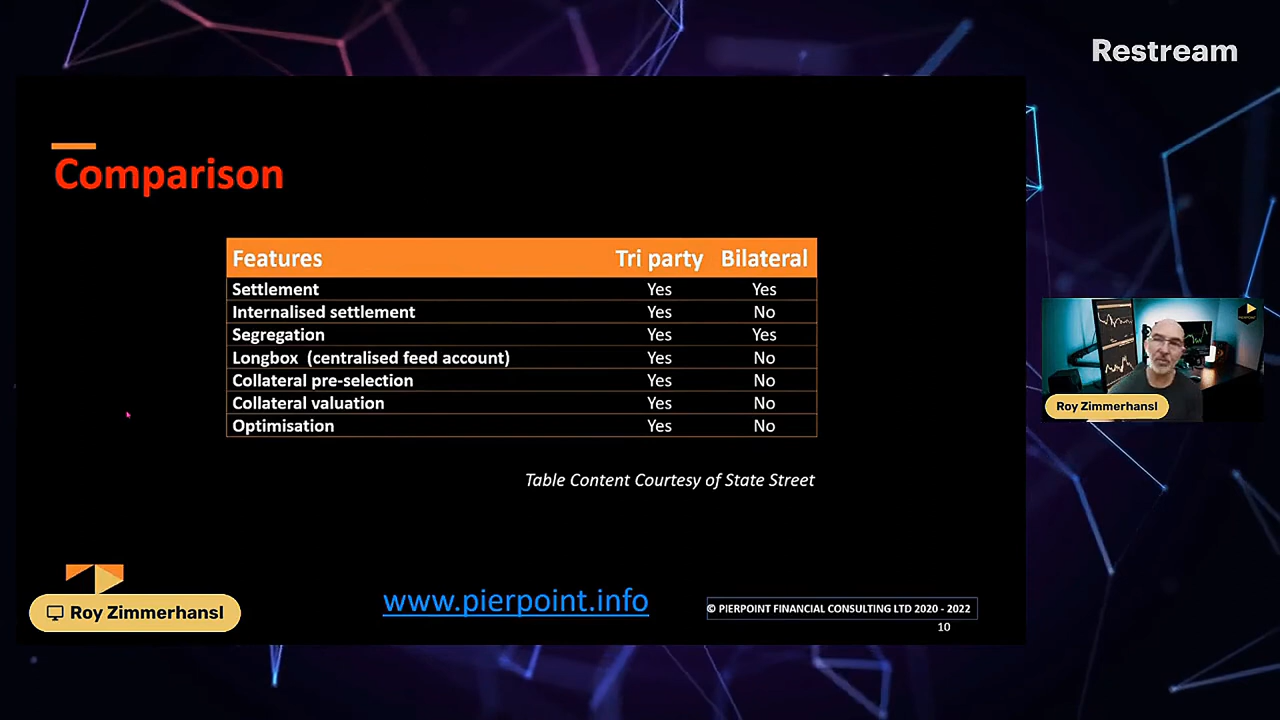 Restream
Comparison
Features Tri party Bilateral
Settlement Yes Yes
Internalised settlement Yes No
Segregation Yes Yes
Longbox (centralised feed account) Yes No
Collateral pre-selection Yes No
Collateral valuation Yes No
Optimisation Yes No
Table Content Courtesy of State Street
Roy Zimmerhansl
www.pierpoint.info
© PIERPOINT FINANCIAL CONSULTING LTD 2020 - 2022
10
Roy Zimmerhansl